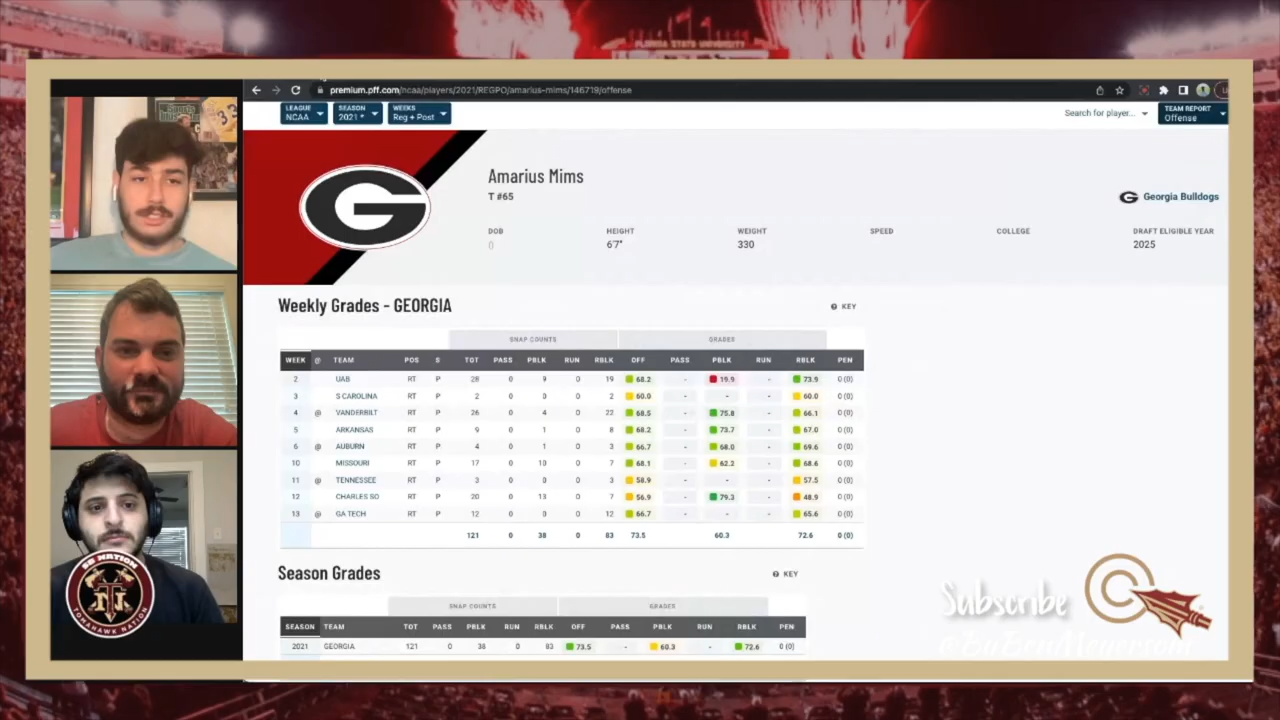 FLORIDA STATE UNIVERSITY
premium.pff.com/ncaa/players/2021/REGPO/amarius-mims/146719/offense
LEAGUE NCAA SEASON 2021 * WEEKS Reg + Post Search for player... TEAM REPORT Offense
G
Amarius Mims
T #65
Georgia Bulldogs
DOB HEIGHT WEIGHT SPEED COLLEGE DRAFT ELIGIBLE YEAR
() 6'7" 330 2025
Weekly Grades - GEORGIA KEY
SNAP COUNTS GRADES
WEEK @ TEAM POS S TOT PASS PBLK RUN RBLK OFF PASS PBLK RUN RBLK PEN
2 UAB RT P 28 0 9 0 19 68.2 - 19.9 - 73.9 0 (0)
3 S CAROLINA RT P 2 0 0 0 2 60.0 - - - 60.0 0 (0)
4 @ VANDERBILT RT P 26 0 4 0 22 68.5 - 75.8 - 66.1 0 (0)
5 ARKANSAS RT P 9 0 1 0 8 68.2 - 73.7 - 67.0 0 (0)
6 @ AUBURN RT P 4 0 1 0 3 66.7 - 68.0 - 69.6 0 (0)
10 MISSOURI RT P 17 0 10 0 7 68.1 - 62.2 - 68.6 0 (0)
11 @ TENNESSEE RT P 3 0 0 0 3 58.9 - - - 57.5 0 (0)
12 CHARLES SO RT P 20 0 13 0 7 56.9 - 79.3 - 48.9 0 (0)
13 @ GA TECH RT P 12 0 0 0 12 66.7 - - - 65.6 0 (0)
121 0 38 0 83 73.5 60.3 72.6 0 (0)
Season Grades KEY
SNAP COUNTS GRADES
SEASON TEAM TOT PASS PBLK RUN RBLK OFF PASS PBLK RUN RBLK PEN
2021 GEORGIA 121 0 38 0 83 73.5 - 60.3 - 72.6 0 (0)
SB NATION
TOMAHAWK NATION
Subscribe